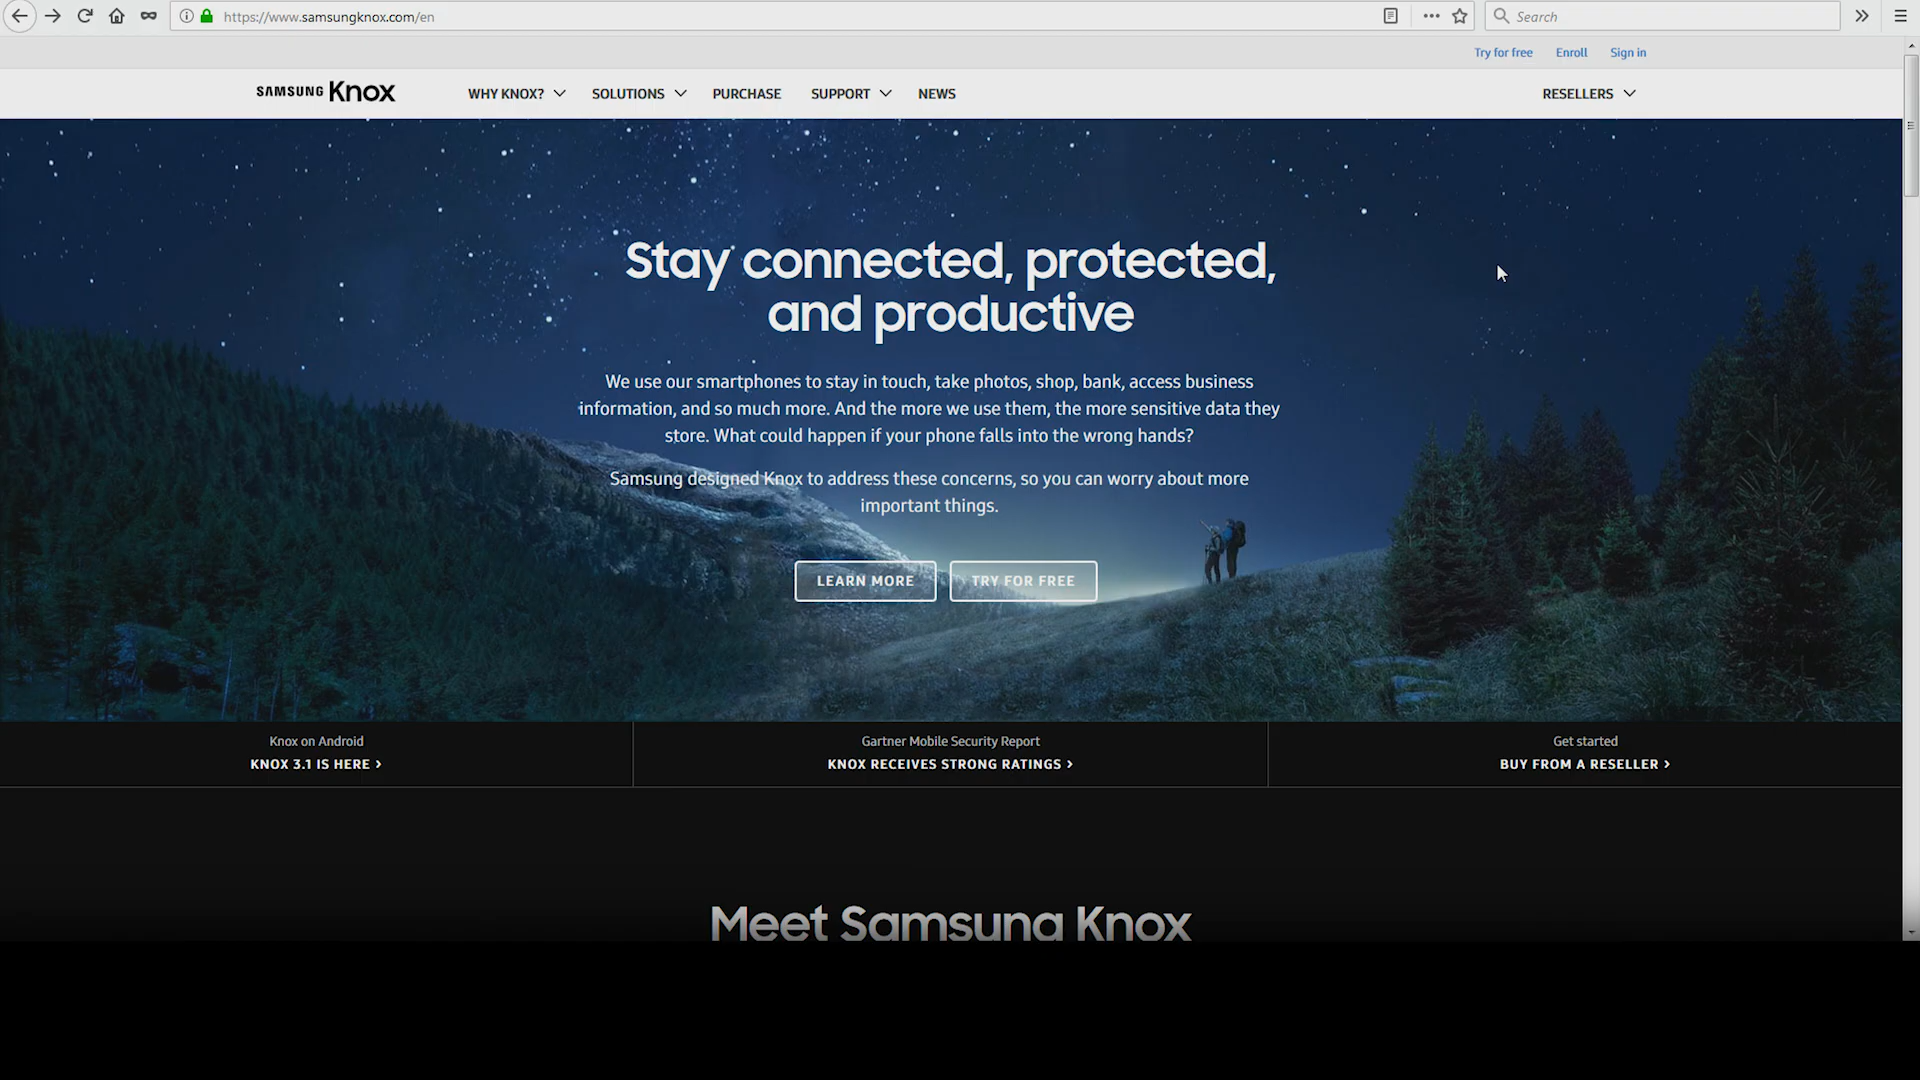 https://www.samsungknox.com/en
Search
Try for free Enroll Sign in
SAMSUNG Knox WHY KNOX? SOLUTIONS PURCHASE SUPPORT NEWS RESELLERS
Stay connected, protected,
and productive
We use our smartphones to stay in touch, take photos, shop, bank, access business
information, and so much more. And the more we use them, the more sensitive data they
store. What could happen if your phone falls into the wrong hands?
Samsung designed Knox to address these concerns, so you can worry about more
important things.
LEARN MORE TRY FOR FREE
Knox on Android
KNOX 3.1 IS HERE >
Gartner Mobile Security Report
KNOX RECEIVES STRONG RATINGS >
Get started
BUY FROM A RESELLER >
Meet Samsung Knox